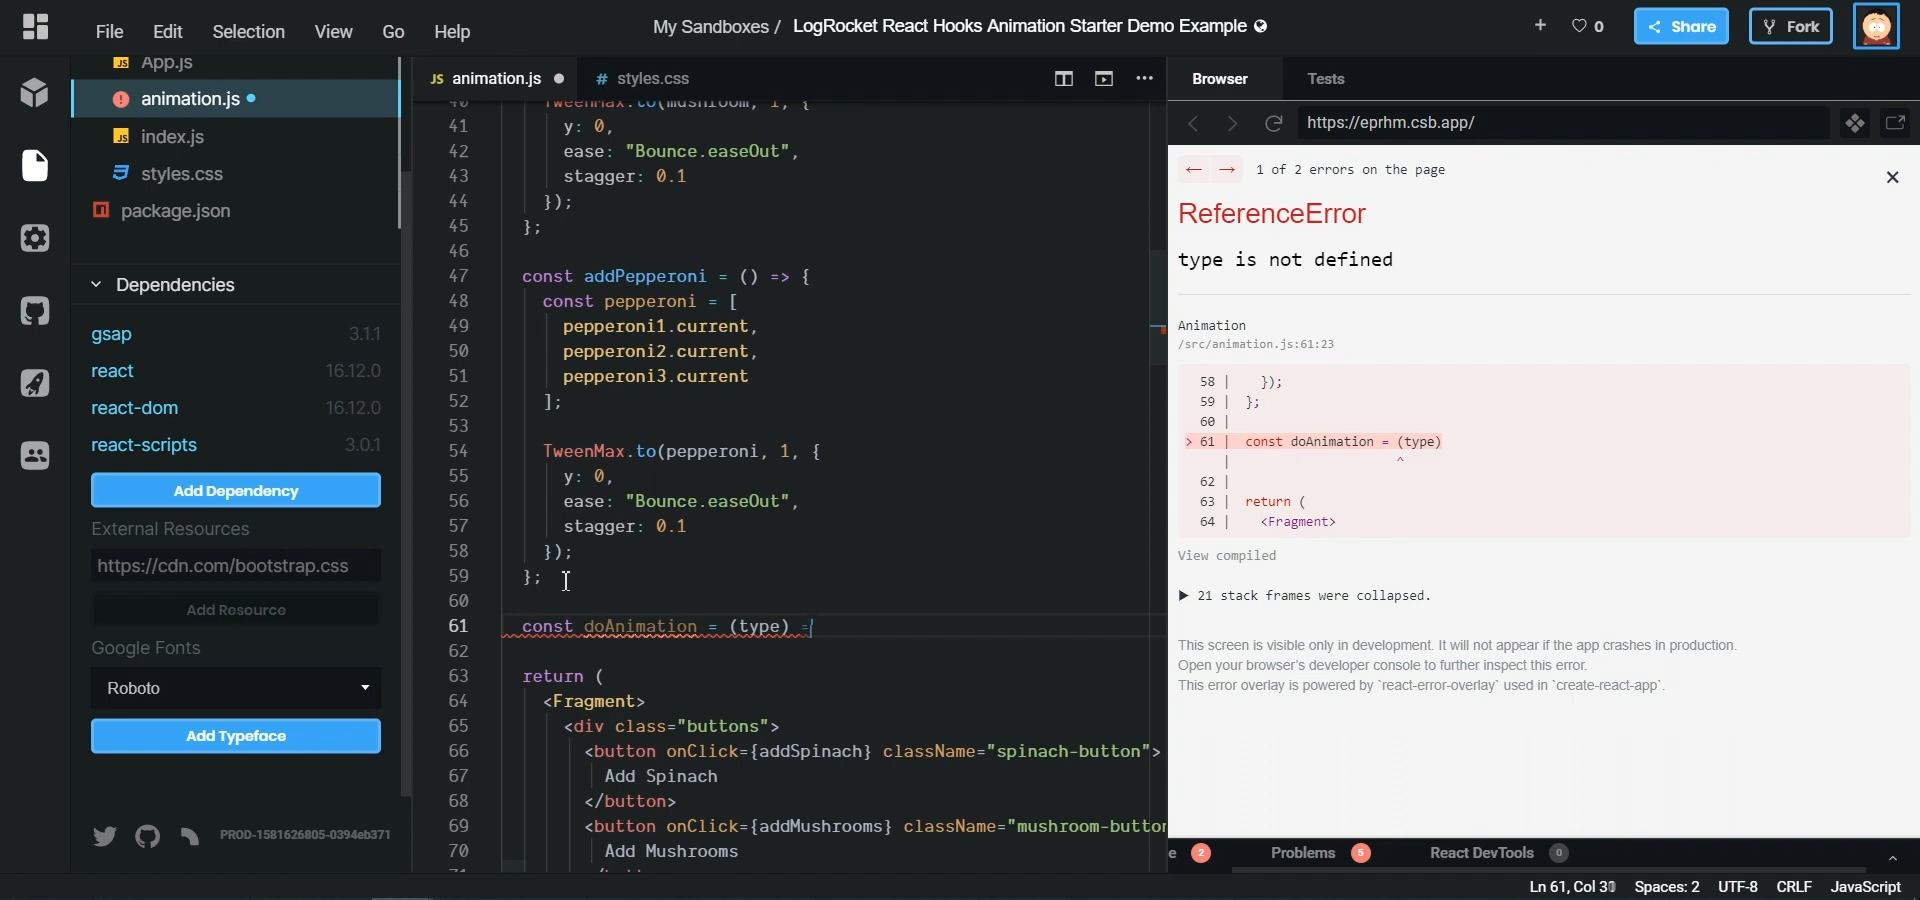 File Edit Selection View Go Help
My Sandboxes / LogRocket React Hooks Animation Starter Demo Example
+ 0 Share Fork
JS App.js
! animation.js
JS index.js
styles.css
package.json
Dependencies
gsap 3.1.1
react 16.12.0
react-dom 16.12.0
react-scripts 3.0.1
Add Dependency
External Resources
https://cdn.com/bootstrap.css
Add Resource
Google Fonts
Roboto
Add Typeface
PROD-1581626805-0394eb371
JS animation.js # styles.css
40 TweenMax.to(mushroom, 1, {
41 y: 0,
42 ease: "Bounce.easeOut",
43 stagger: 0.1
44 });
45 };
46
47 const addPepperoni = () => {
48 const pepperoni = [
49 pepperoni1.current,
50 pepperoni2.current,
51 pepperoni3.current
52 ];
53
54 TweenMax.to(pepperoni, 1, {
55 y: 0,
56 ease: "Bounce.easeOut",
57 stagger: 0.1
58 });
59 };
60
61 const doAnimation = (type) =
62
63 return (
64 <Fragment>
65 <div class="buttons">
66 <button onClick={addSpinach} className="spinach-button">
67 Add Spinach
68 </button>
69 <button onClick={addMushrooms} className="mushroom-button
70 Add Mushrooms
71
Browser Tests
https://eprhm.csb.app/
← → 1 of 2 errors on the page
ReferenceError
type is not defined
Animation
/src/animation.js:61:23
58 | });
59 | };
60 |
> 61 | const doAnimation = (type)
| ^
62 |
63 | return (
64 | <Fragment>
View compiled
▶ 21 stack frames were collapsed.
This screen is visible only in development. It will not appear if the app crashes in production.
Open your browser's developer console to further inspect this error.
This error overlay is powered by `react-error-overlay` used in `create-react-app`.
e 2 Problems 5 React DevTools 0
Ln 61, Col 30 Spaces: 2 UTF-8 CRLF JavaScript